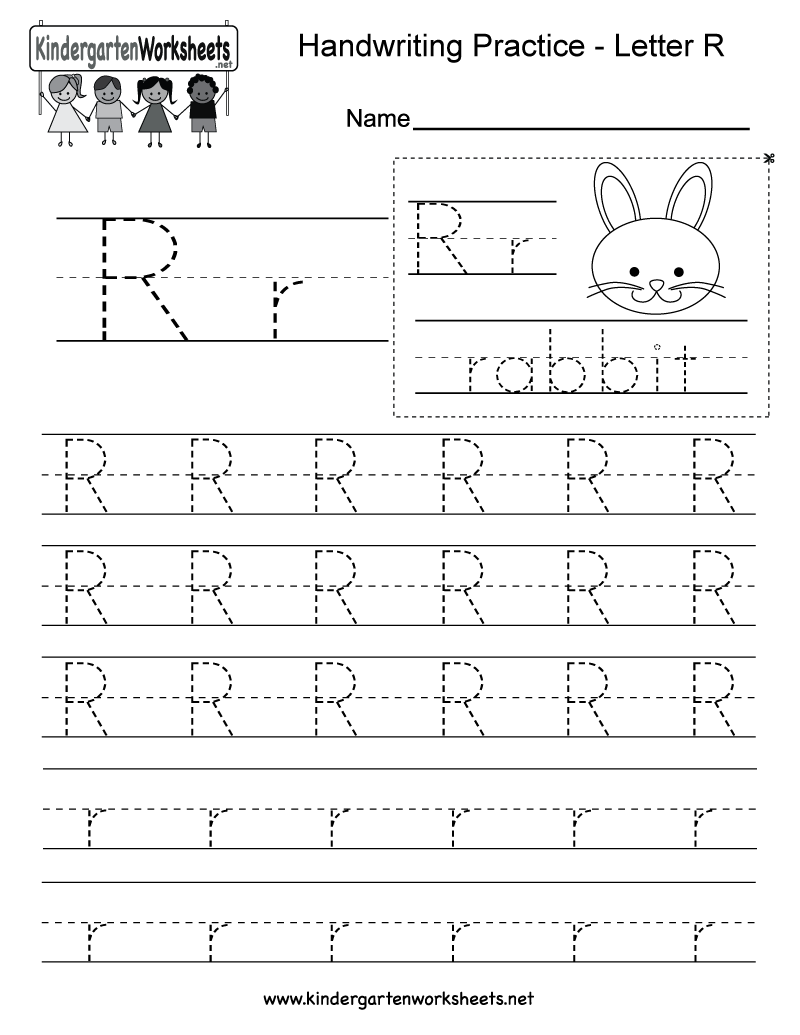 KindergartenWorksheets
.net
Handwriting Practice - Letter R
Name
R r
R r
rabbit
R R R R R R
R R R R R R
R R R R R R
r r r r r r
r r r r r r
www.kindergartenworksheets.net